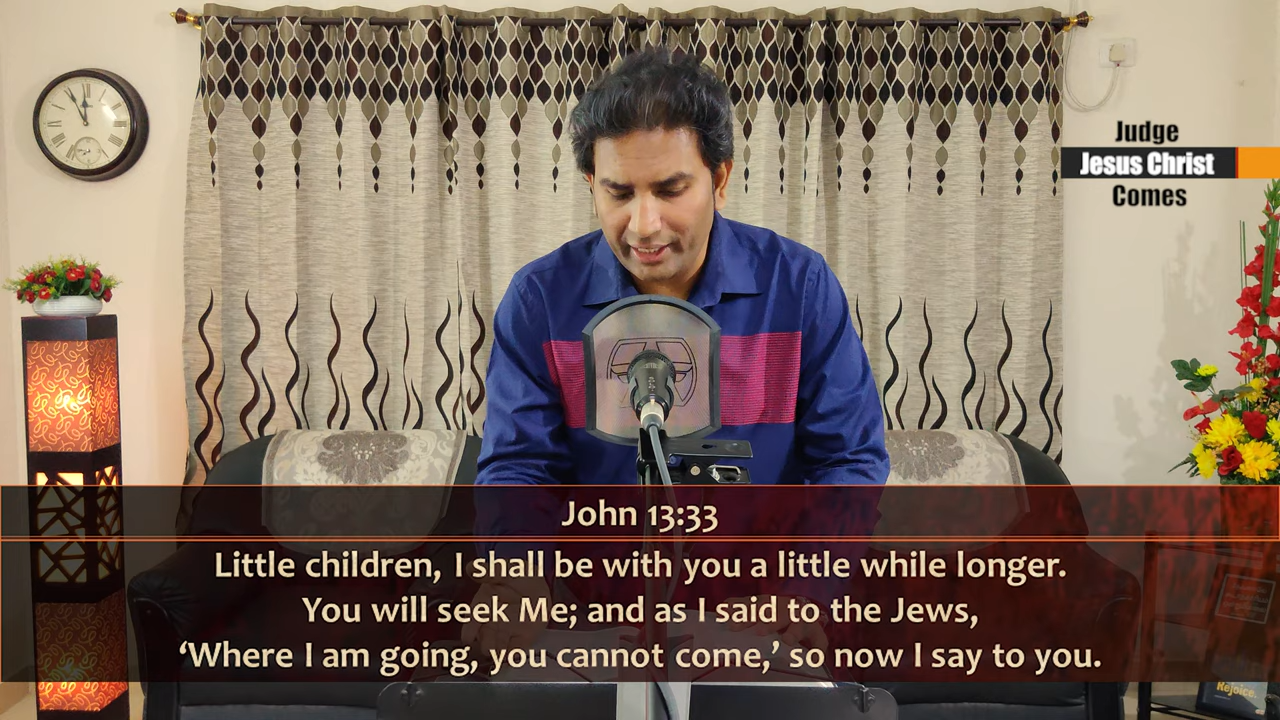 Judge
Jesus Christ
Comes
John 13:33
Little children, I shall be with you a little while longer.
You will seek Me; and as I said to the Jews,
‘Where I am going, you cannot come,’ so now I say to you.
Rejoice.